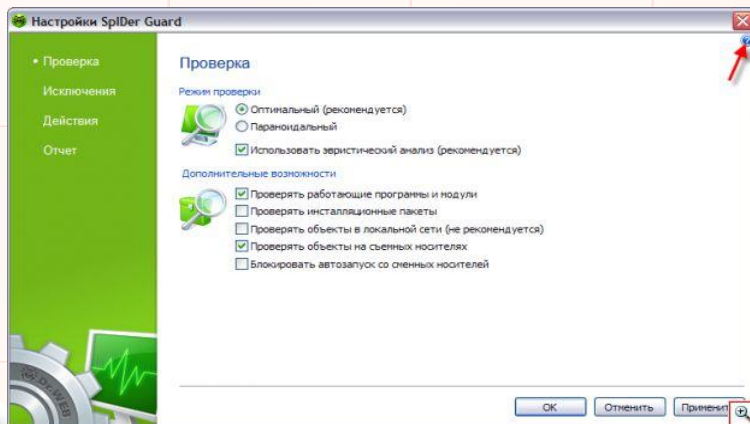 Настройки SpIDer Guard
• Проверка
Исключения
Действия
Отчет
Проверка
Режим проверки
Оптимальный (рекомендуется)
Параноидальный
Использовать эвристический анализ (рекомендуется)
Дополнительные возможности
Проверять работающие программы и модули
Проверять инсталляционные пакеты
Проверять объекты в локальной сети (не рекомендуется)
Проверять объекты на съемных носителях
Блокировать автозапуск со сменных носителей
Dr.WEB
OK
Отменить
Применит